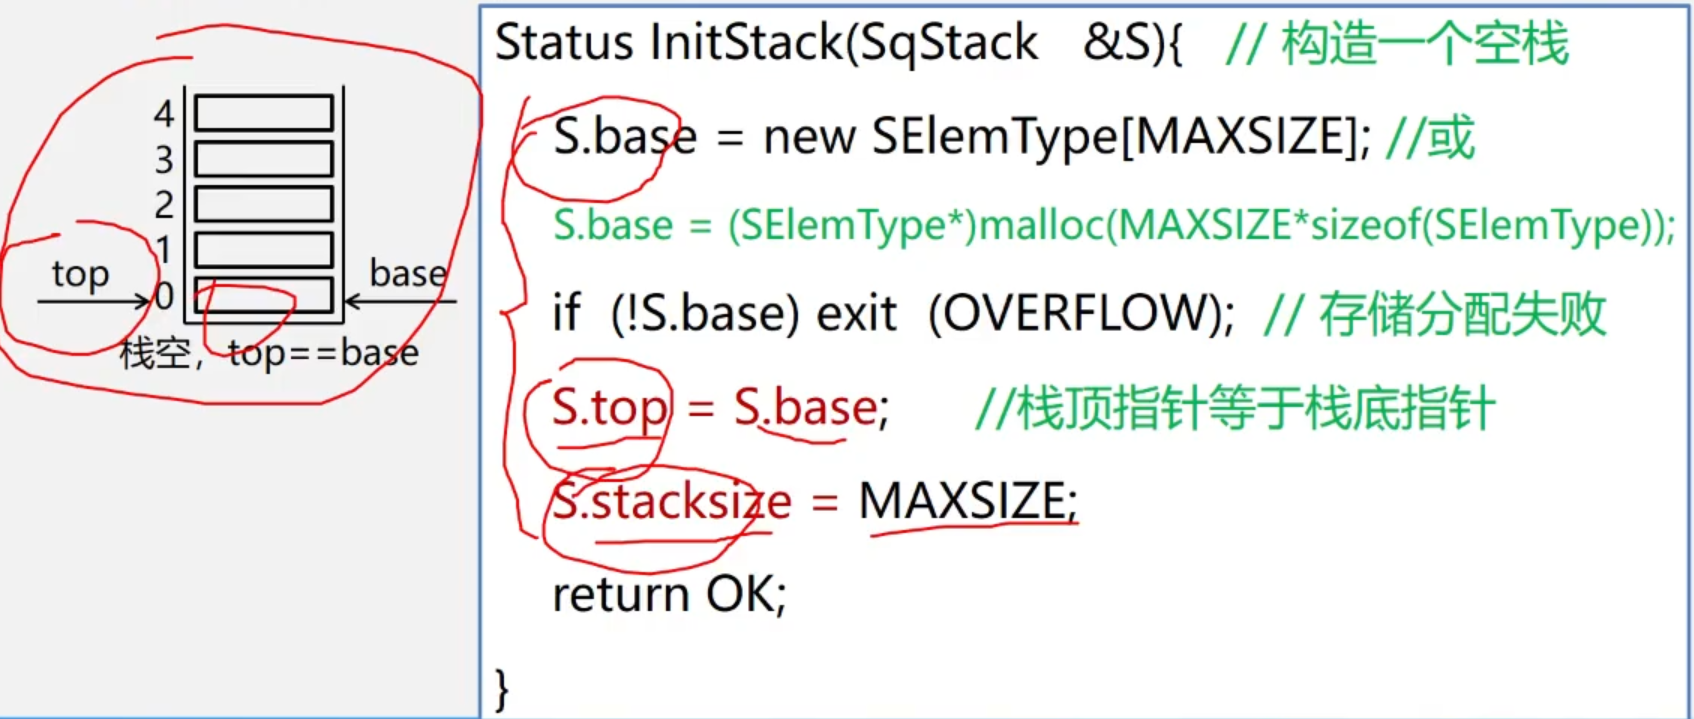 4
3
2
1
top
base
0
栈空，top==base
Status InitStack(SqStack &S){ // 构造一个空栈
S.base = new SElemType[MAXSIZE]; //或
S.base = (SElemType*)malloc(MAXSIZE*sizeof(SElemType));
if (!S.base) exit (OVERFLOW); // 存储分配失败
S.top = S.base; //栈顶指针等于栈底指针
S.stacksize = MAXSIZE;
return OK;
}